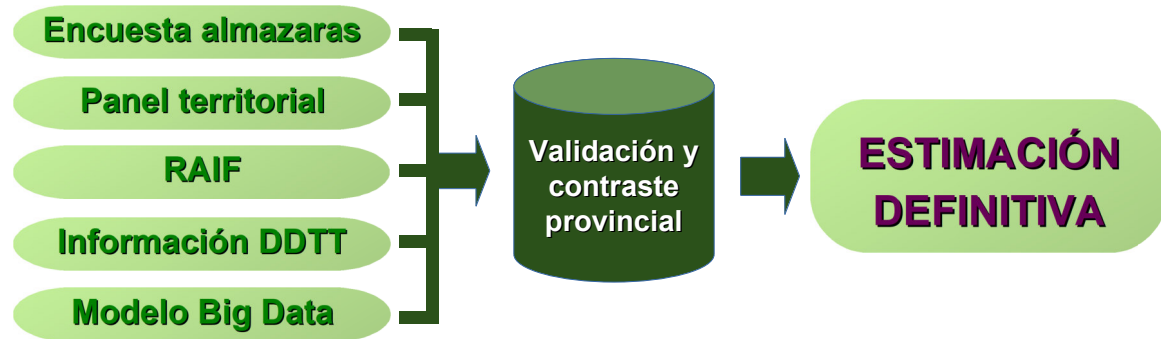 Encuesta almazaras
Panel territorial
RAIF
Información DDTT
Modelo Big Data
Validación y
contraste
provincial
ESTIMACIÓN
DEFINITIVA